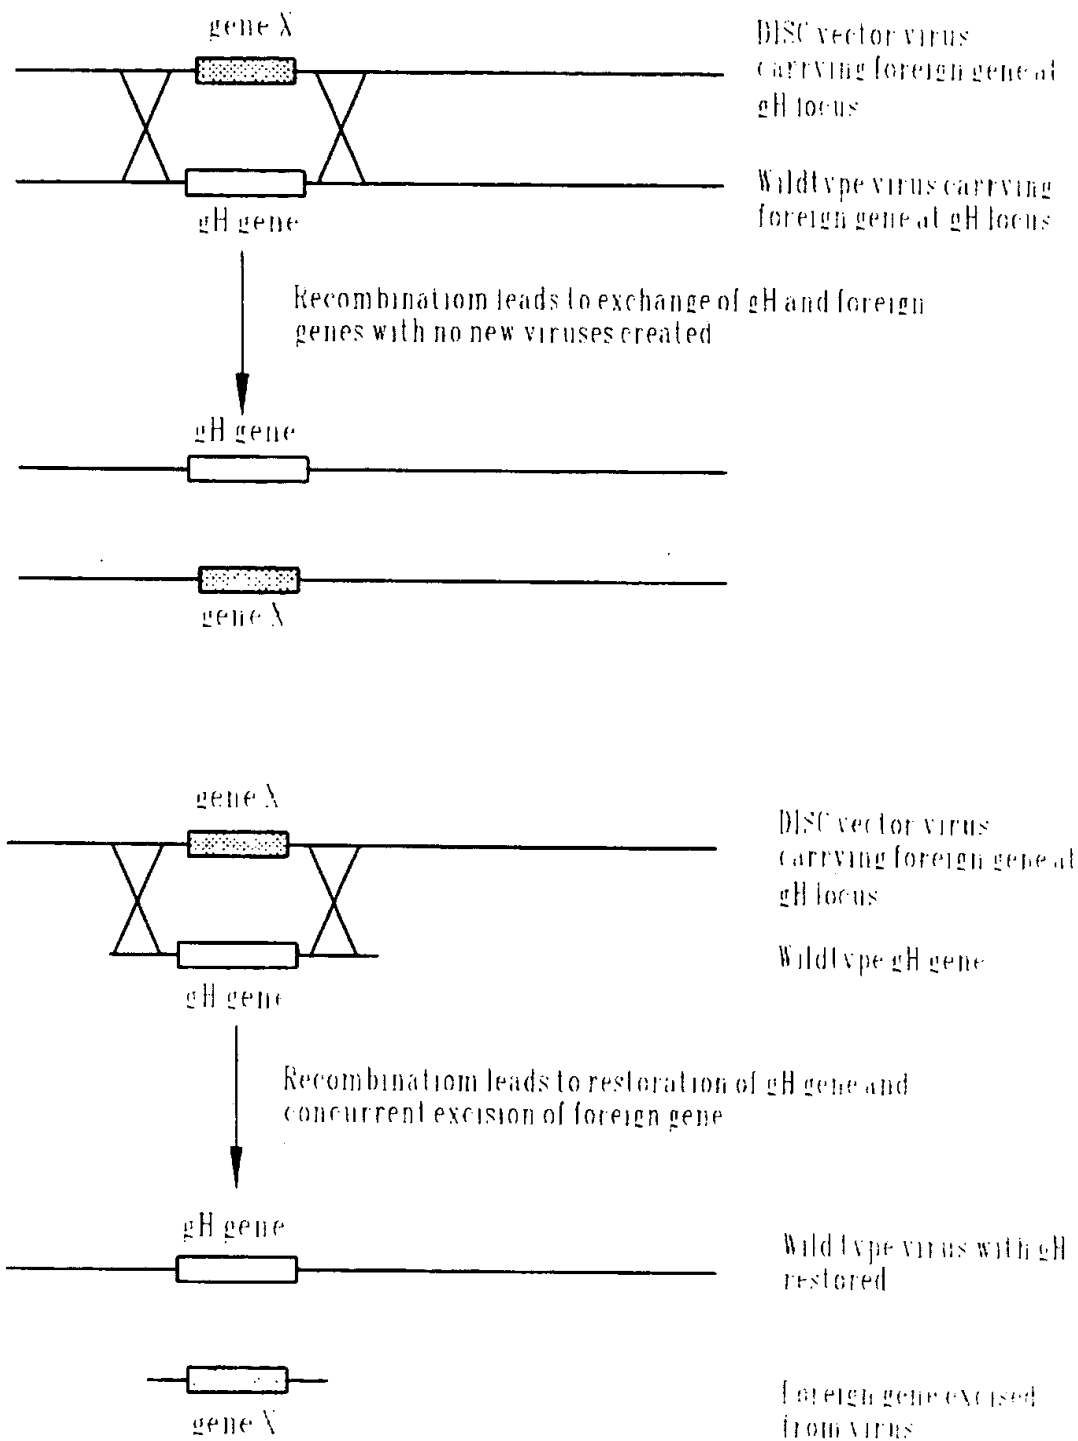 gene X
DISC vector virus
carrying foreign gene at
gH locus
Wildtype virus carrying
foreign gene at gH locus
gH gene
Recombinatiom leads to exchange of gH and foreign
genes with no new viruses created
gH gene
gene X
gene X
DISC vector virus
carrying foreign gene at
gH locus
Wildtype gH gene
gH gene
Recombinatiom leads to restoration of gH gene and
concurrent excision of foreign gene
gH gene
Wild type virus with gH
restored
Foreign gene excised
from virus
gene X